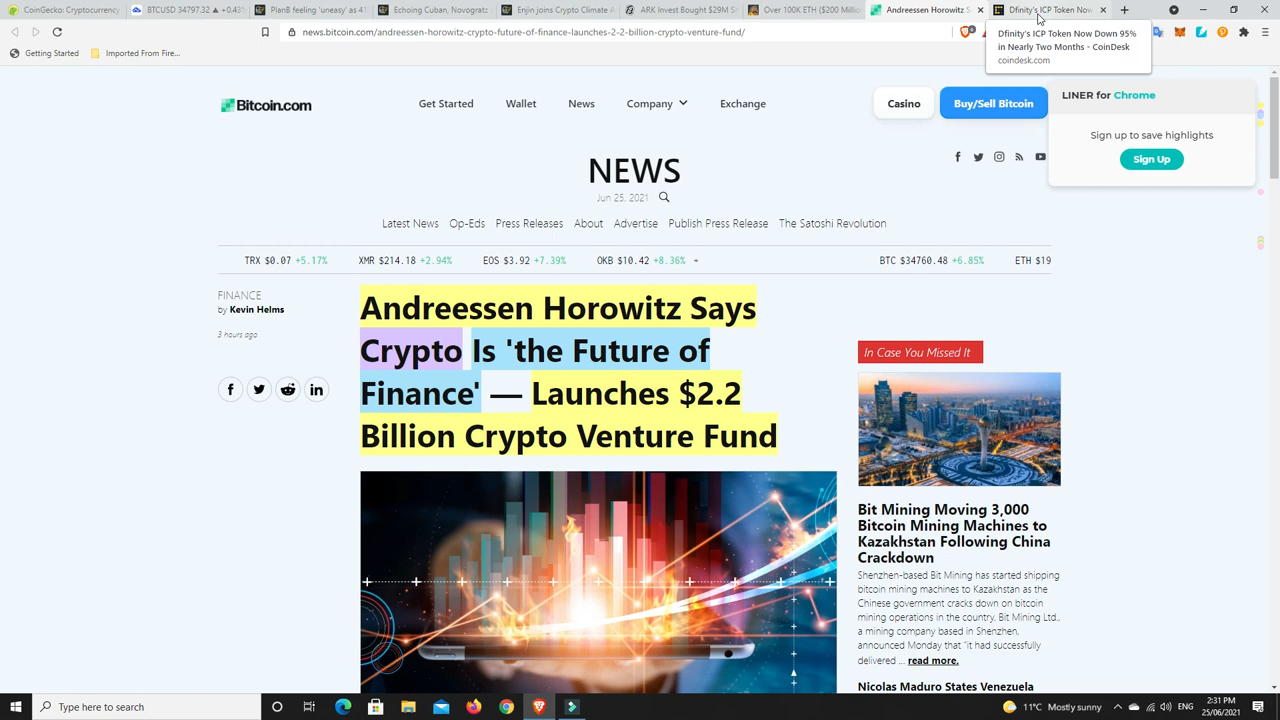 CoinGecko: Cryptocurrency
BTCUSD 34797.32 ▲ +0.43
PlanB feeling 'uneasy' as 41
Echoing Cuban, Novogratz
Enjin joins Crypto Climate A
ARK Invest Bought $29M S
Over 100K ETH ($200 Millio
Andreessen Horowitz S
Dfinity's ICP Token Now
news.bitcoin.com/andreessen-horowitz-crypto-future-of-finance-launches-2-2-billion-crypto-venture-fund/
Dfinity's ICP Token Now Down 95%
in Nearly Two Months - CoinDesk
coindesk.com
Getting Started
Imported From Fire...
LINER for Chrome
Sign up to save highlights
Sign Up
Bitcoin.com
Get Started
Wallet
News
Company
Exchange
Casino
Buy/Sell Bitcoin
NEWS
Jun 25, 2021
Latest News
Op-Eds
Press Releases
About
Advertise
Publish Press Release
The Satoshi Revolution
TRX $0.07 +5.17%
XMR $214.18 +2.94%
EOS $3.92 +7.39%
OKB $10.42 +8.36%
BTC $34760.48 +6.85%
ETH $19
FINANCE
by Kevin Helms
3 hours ago
Andreessen Horowitz Says
Crypto Is 'the Future of
Finance' — Launches $2.2
Billion Crypto Venture Fund
In Case You Missed It
Bit Mining Moving 3,000
Bitcoin Mining Machines to
Kazakhstan Following China
Crackdown
Shenzhen-based Bit Mining has started shipping
bitcoin mining machines to Kazakhstan as the
Chinese government cracks down on bitcoin
mining operations in the country. Bit Mining Ltd.,
a mining company based in Shenzhen,
announced Monday that "it had successfully
delivered ... read more.
Nicolas Maduro States Venezuela
Type here to search
11°C Mostly sunny
ENG
2:31 PM
25/06/2021